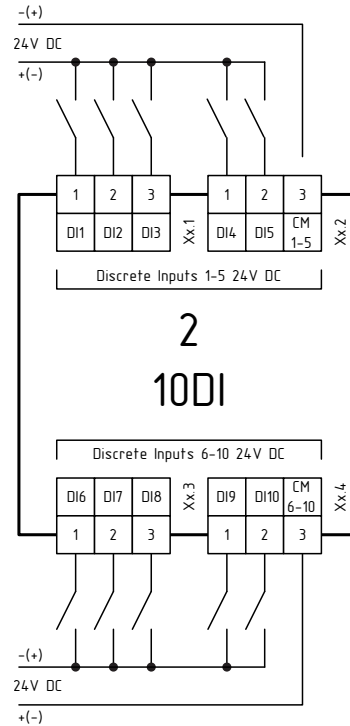 -(+)
24V DC
+(-)
1 2 3 1 2 3
DI1 DI2 DI3 Xx.1 DI4 DI5 CM 1-5 Xx.2
Discrete Inputs 1-5 24V DC
2
10DI
Discrete Inputs 6-10 24V DC
DI6 DI7 DI8 Xx.3 DI9 DI10 CM 6-10 Xx.4
1 2 3 1 2 3
-(+)
24V DC
+(-)